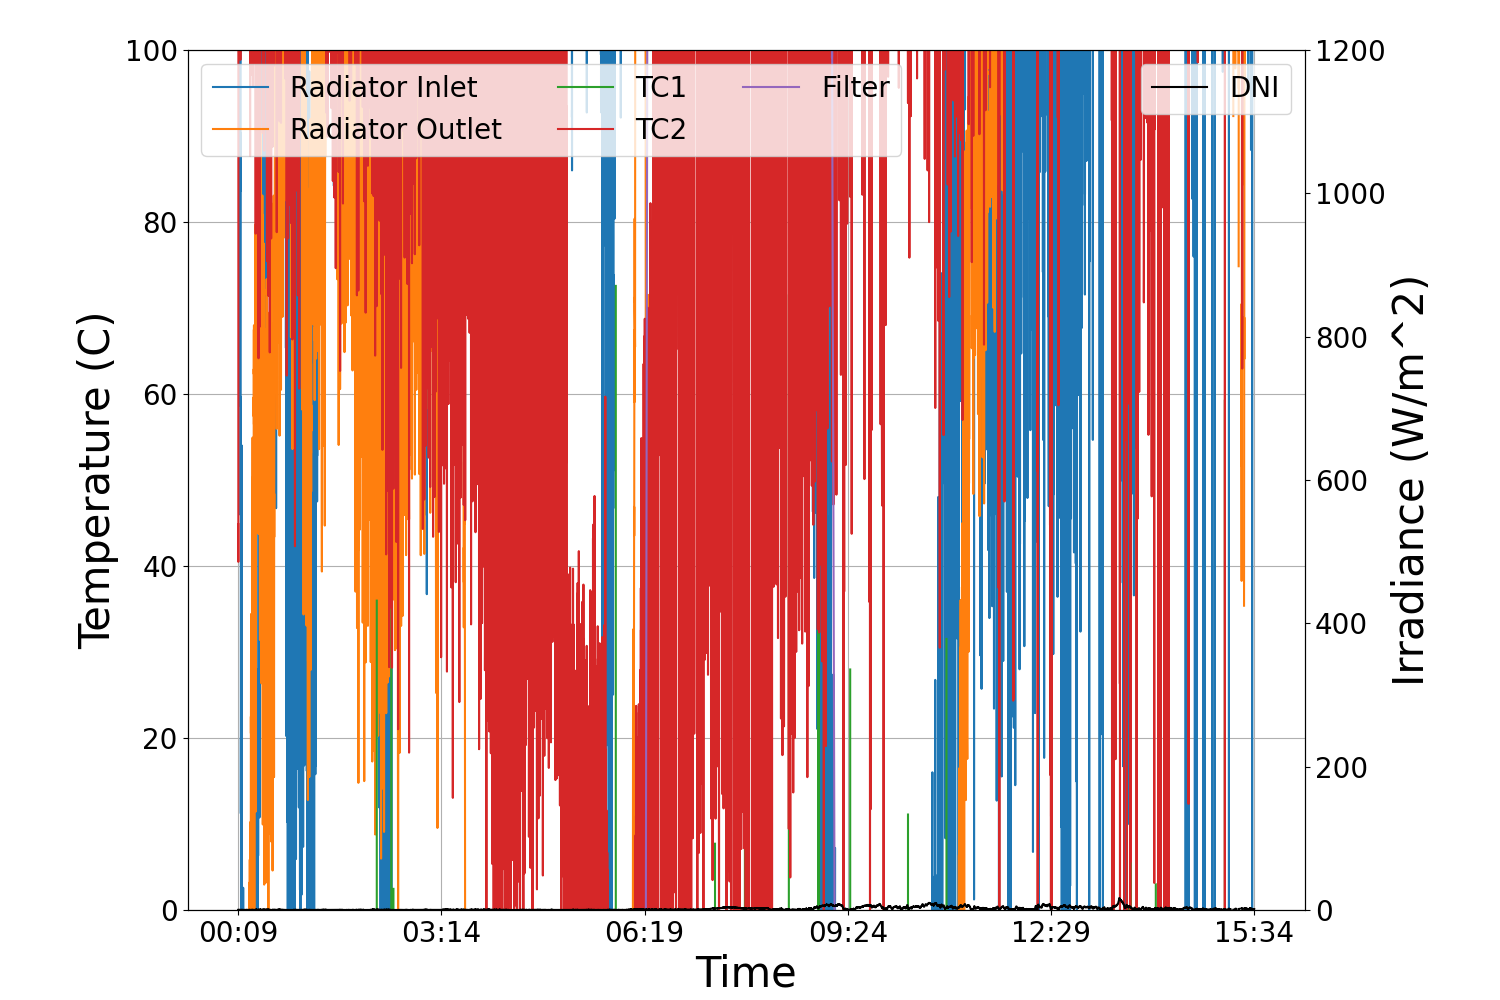 100
80
60
40
20
0
1200
1000
800
600
400
200
0
Temperature (C)
Irradiance (W/m^2)
Radiator Inlet
Radiator Outlet
TC1
TC2
Filter
DNI
00:09
03:14
06:19
09:24
12:29
15:34
Time